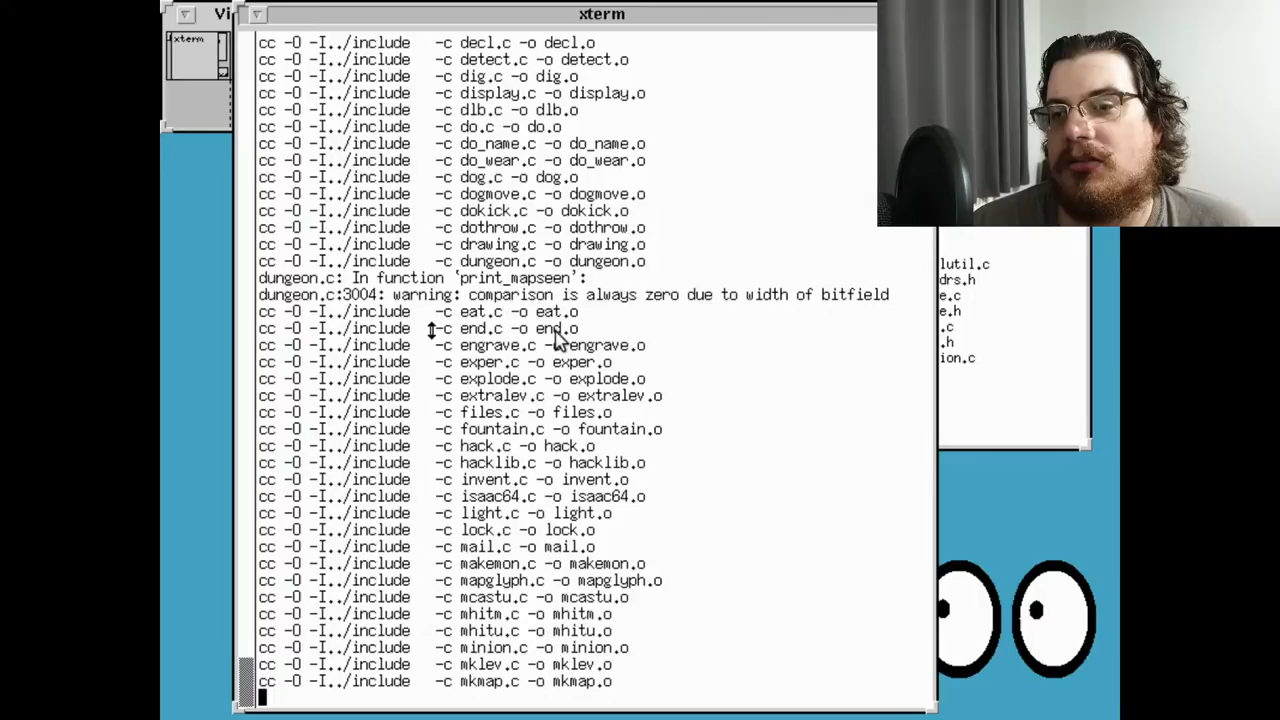 Vi
xterm
xterm
cc -O -I../include -c decl.c -o decl.o
cc -O -I../include -c detect.c -o detect.o
cc -O -I../include -c dig.c -o dig.o
cc -O -I../include -c display.c -o display.o
cc -O -I../include -c dlb.c -o dlb.o
cc -O -I../include -c do.c -o do.o
cc -O -I../include -c do_name.c -o do_name.o
cc -O -I../include -c do_wear.c -o do_wear.o
cc -O -I../include -c dog.c -o dog.o
cc -O -I../include -c dogmove.c -o dogmove.o
cc -O -I../include -c dokick.c -o dokick.o
cc -O -I../include -c dothrow.c -o dothrow.o
cc -O -I../include -c drawing.c -o drawing.o
cc -O -I../include -c dungeon.c -o dungeon.o
dungeon.c: In function 'print_mapseen':
dungeon.c:3004: warning: comparison is always zero due to width of bitfield
cc -O -I../include -c eat.c -o eat.o
cc -O -I../include -c end.c -o end.o
cc -O -I../include -c engrave.c -o engrave.o
cc -O -I../include -c exper.c -o exper.o
cc -O -I../include -c explode.c -o explode.o
cc -O -I../include -c extralev.c -o extralev.o
cc -O -I../include -c files.c -o files.o
cc -O -I../include -c fountain.c -o fountain.o
cc -O -I../include -c hack.c -o hack.o
cc -O -I../include -c hacklib.c -o hacklib.o
cc -O -I../include -c invent.c -o invent.o
cc -O -I../include -c isaac64.c -o isaac64.o
cc -O -I../include -c light.c -o light.o
cc -O -I../include -c lock.c -o lock.o
cc -O -I../include -c mail.c -o mail.o
cc -O -I../include -c makemon.c -o makemon.o
cc -O -I../include -c mapglyph.c -o mapglyph.o
cc -O -I../include -c mcastu.c -o mcastu.o
cc -O -I../include -c mhitm.c -o mhitm.o
cc -O -I../include -c mhitu.c -o mhitu.o
cc -O -I../include -c minion.c -o minion.o
cc -O -I../include -c mklev.c -o mklev.o
cc -O -I../include -c mkmap.c -o mkmap.o
lutil.c
drs.h
e.c
e.h
.c
.h
ion.c